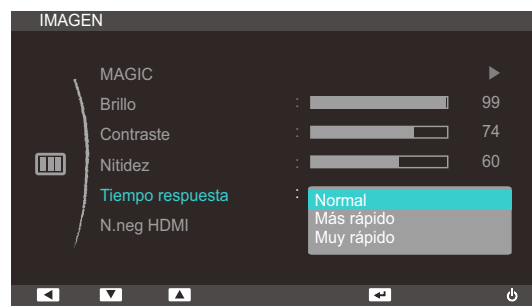 IMAGEN
MAGIC
Brillo : 99
Contraste : 74
Nitidez : 60
Tiempo respuesta : Normal
Más rápido
N.neg HDMI
Muy rápido